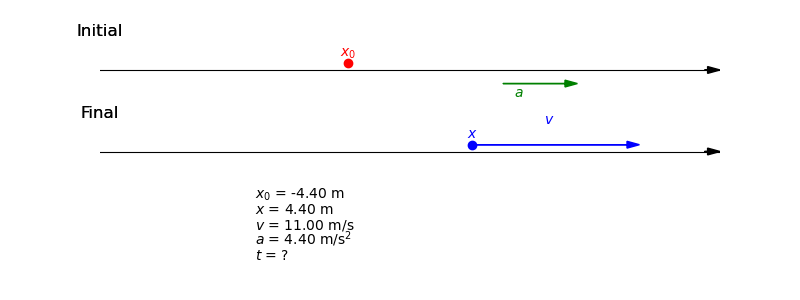 Initial
x₀
a
Final
v
x
x₀ = -4.40 m
x = 4.40 m
v = 11.00 m/s
a = 4.40 m/s²
t = ?